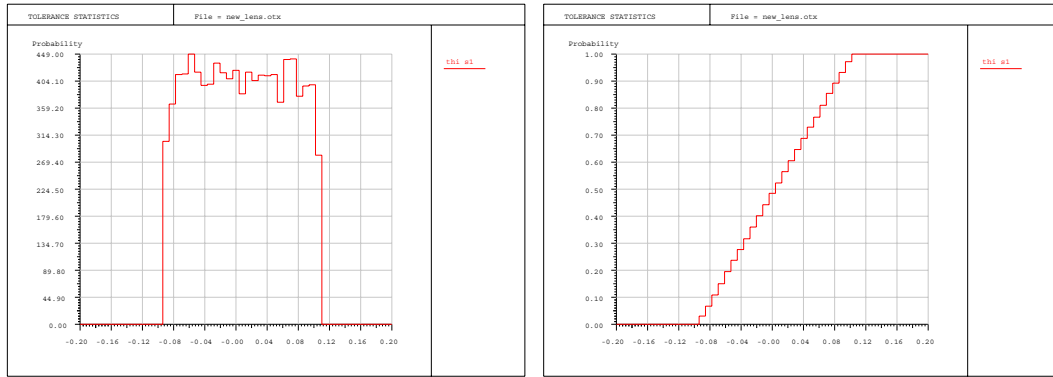 TOLERANCE STATISTICS
File = new_lens.otx
Probability
449.00
404.10
359.20
314.30
269.40
224.50
179.60
134.70
89.80
44.90
0.00
-0.20 -0.16 -0.12 -0.08 -0.04 -0.00 0.04 0.08 0.12 0.16 0.20
thi s1
TOLERANCE STATISTICS
File = new_lens.otx
Probability
1.00
0.90
0.80
0.70
0.60
0.50
0.40
0.30
0.20
0.10
0.00
-0.20 -0.16 -0.12 -0.08 -0.04 -0.00 0.04 0.08 0.12 0.16 0.20
thi s1